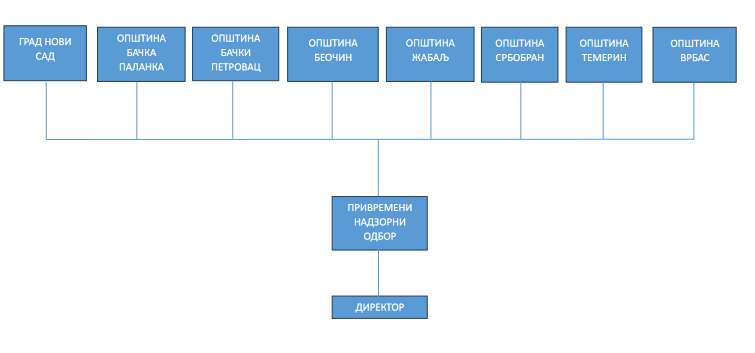 ГРАД НОВИ
САД
ОПШТИНА
БАЧКА
ПАЛАНКА
ОПШТИНА
БАЧКИ
ПЕТРОВАЦ
ОПШТИНА
БЕОЧИН
ОПШТИНА
ЖАБАЉ
ОПШТИНА
СРБОБРАН
ОПШТИНА
ТЕМЕРИН
ОПШТИНА
ВРБАС
ПРИВРЕМЕНИ
НАДЗОРНИ
ОДБОР
ДИРЕКТОР